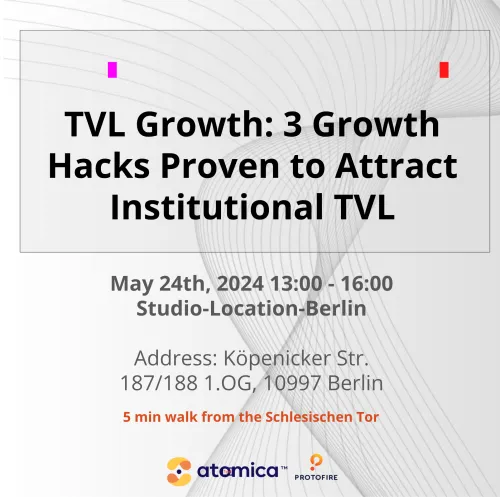 TVL Growth: 3 Growth
Hacks Proven to Attract
Institutional TVL
May 24th, 2024 13:00 - 16:00
Studio-Location-Berlin
Address: Köpenicker Str.
187/188 1.OG, 10997 Berlin
5 min walk from the Schlesischen Tor
atomica™
PROTOFIRE